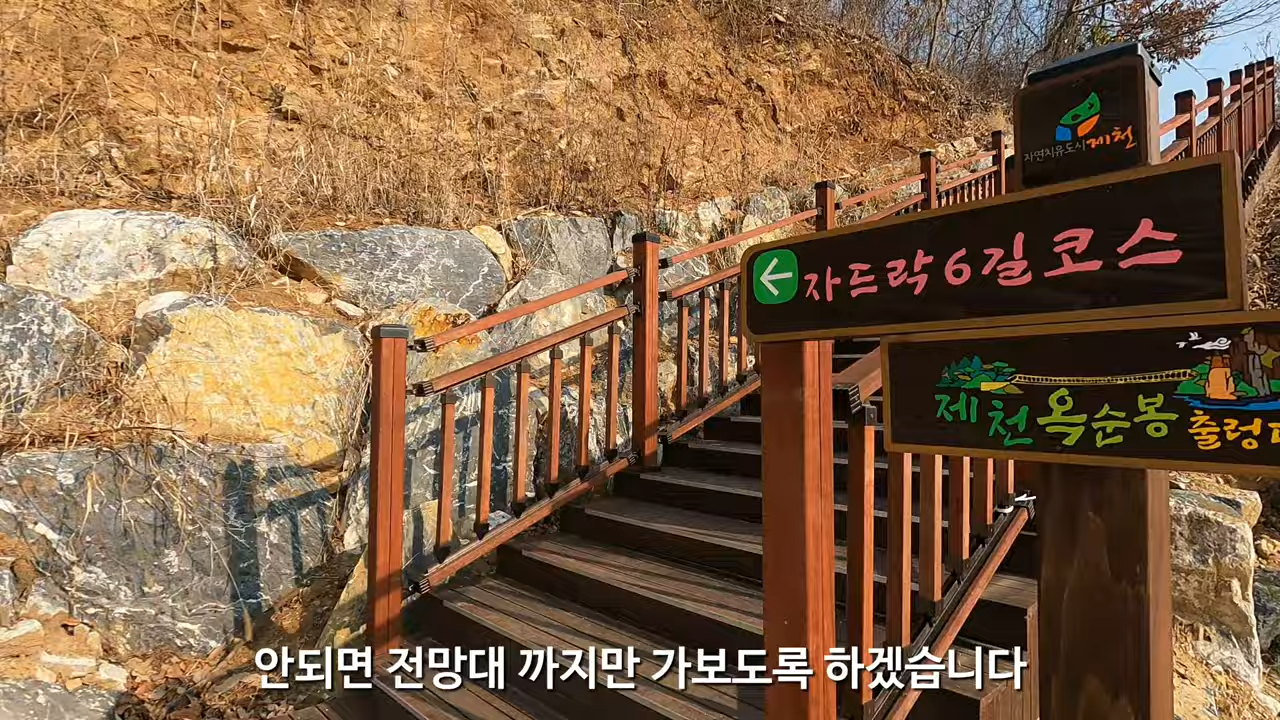 자연치유도시 제천
자드락 6길 코스
제천 옥순봉 출렁
안되면 전망대 까지만 가보도록 하겠습니다